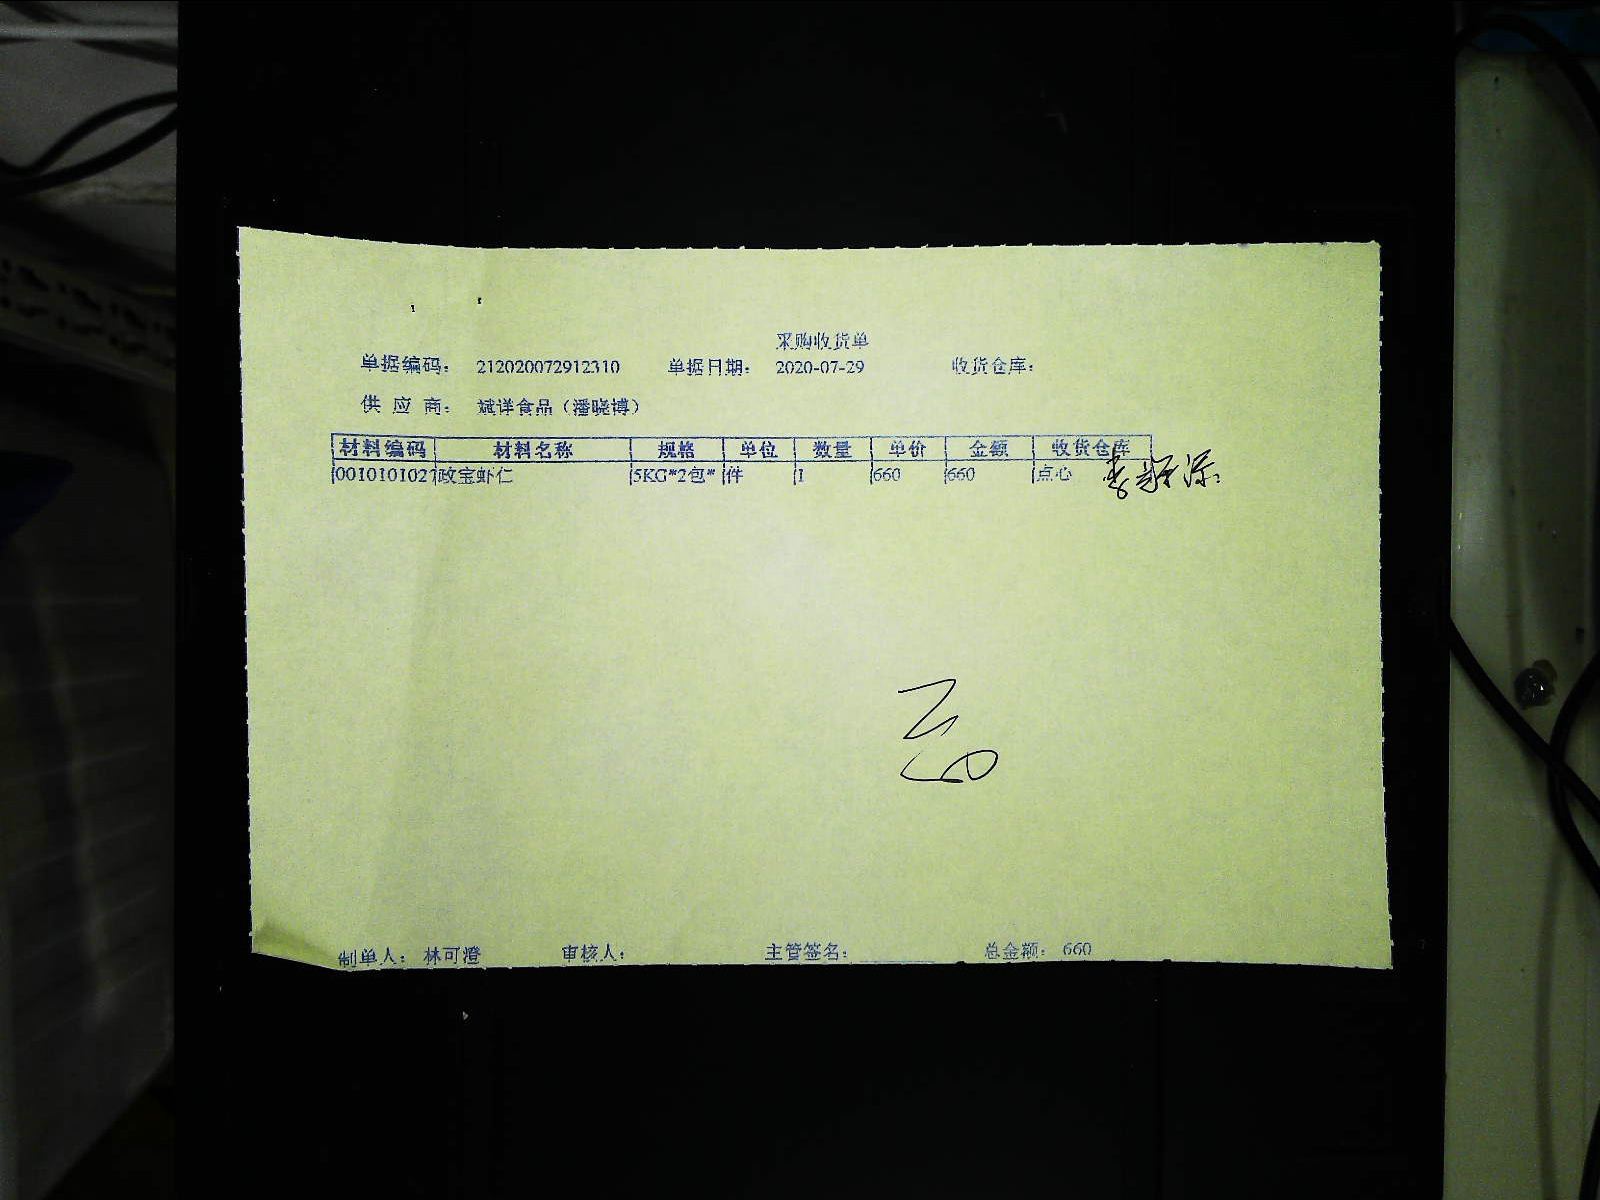 采购收货单
单据编码： 212020072912310 单据日期： 2020-07-29 收货仓库：
供 应 商： 斌洋食品（潘晓博）
材料编码 材料名称 规格 单位 数量 单价 金额 收货仓库
0010101027 政宝虾仁 5KG*2包* 件 1 660 660 点心
制单人： 林可燈 审核人： 主管签名： 总金额： 660